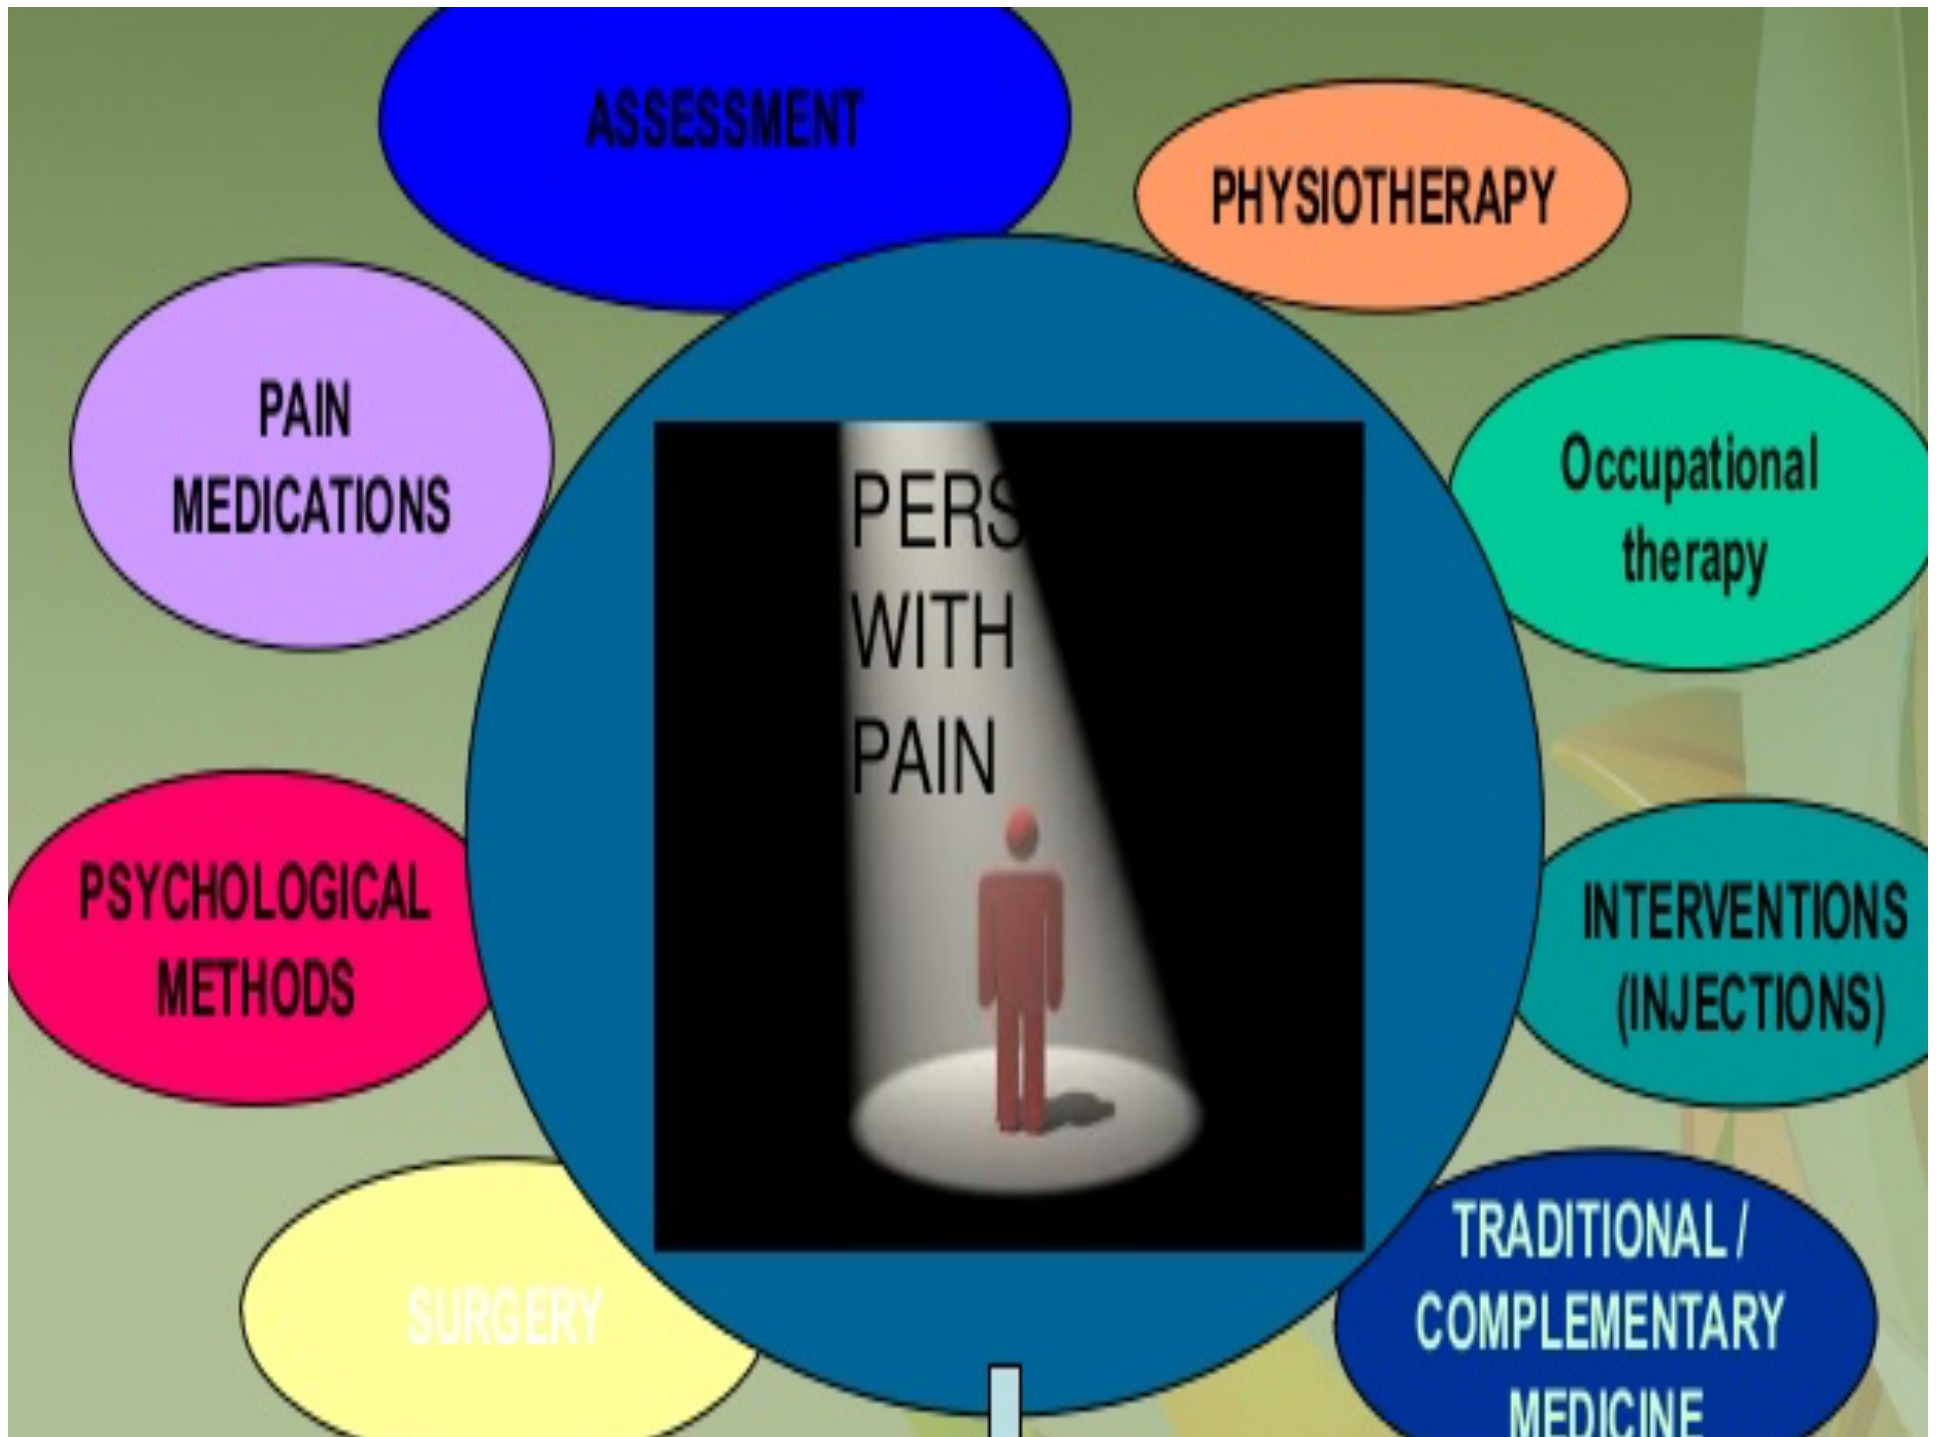 ASSESSMENT
PHYSIOTHERAPY
PAIN
MEDICATIONS
Occupational
therapy
PERS
WITH
PAIN
PSYCHOLOGICAL
METHODS
INTERVENTIONS
(INJECTIONS)
SURGERY
TRADITIONAL /
COMPLEMENTARY
MEDICINE